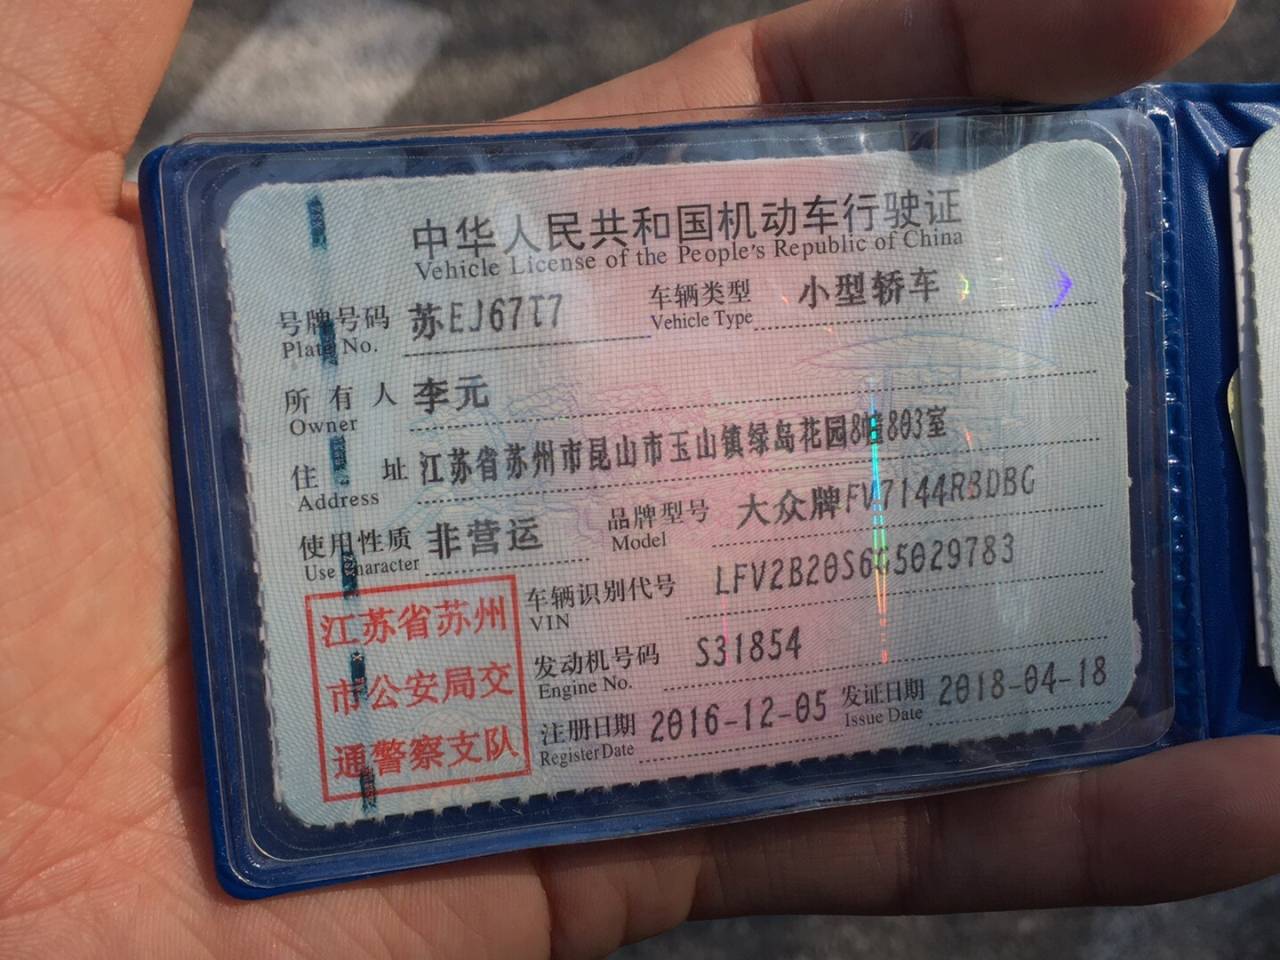 中华人民共和国机动车行驶证
Vehicle License of the People's Republic of China
号牌号码 苏EJ67T7 车辆类型 小型轿车
Plate No. Vehicle Type
所有人 李元
Owner
住址 江苏省苏州市昆山市玉山镇绿岛花园8幢803室
Address
使用性质 非营运 品牌型号 大众牌FV7144RBDBG
Use Character Model
江苏省苏州
市公安局交
通警察支队
车辆识别代号 LFV2B20S6G5029783
VIN
发动机号码 S31854
Engine No.
注册日期 2016-12-05 发证日期 2018-04-18
Register Date Issue Date